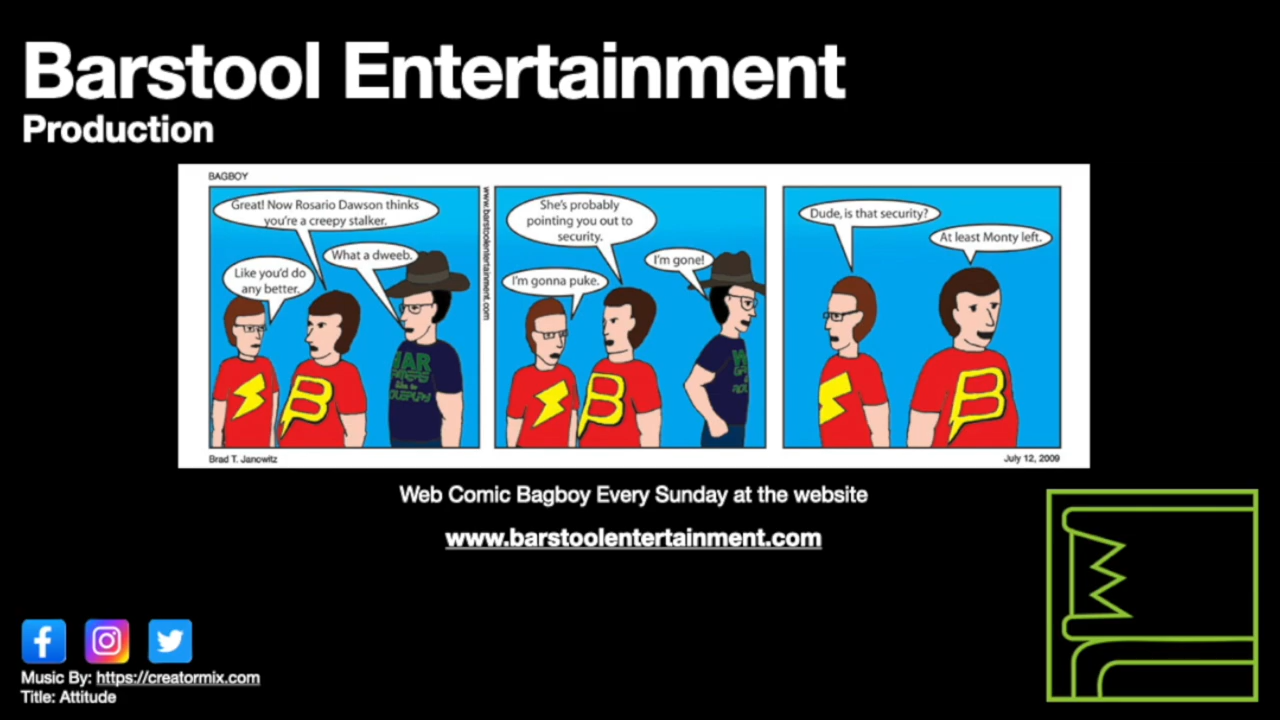 Barstool Entertainment
Production
BAGBOY
Great! Now Rosario Dawson thinks
you're a creepy stalker.
What a dweeb.
Like you'd do
any better.
www.barstoolentertainment.com
She's probably
pointing you out to
security.
I'm gone!
I'm gonna puke.
Dude, is that security?
At least Monty left.
B
B
B
Brad T. Janowitz
July 12, 2009
Web Comic Bagboy Every Sunday at the website
www.barstoolentertainment.com
Music By: https://creatormix.com
Title: Attitude